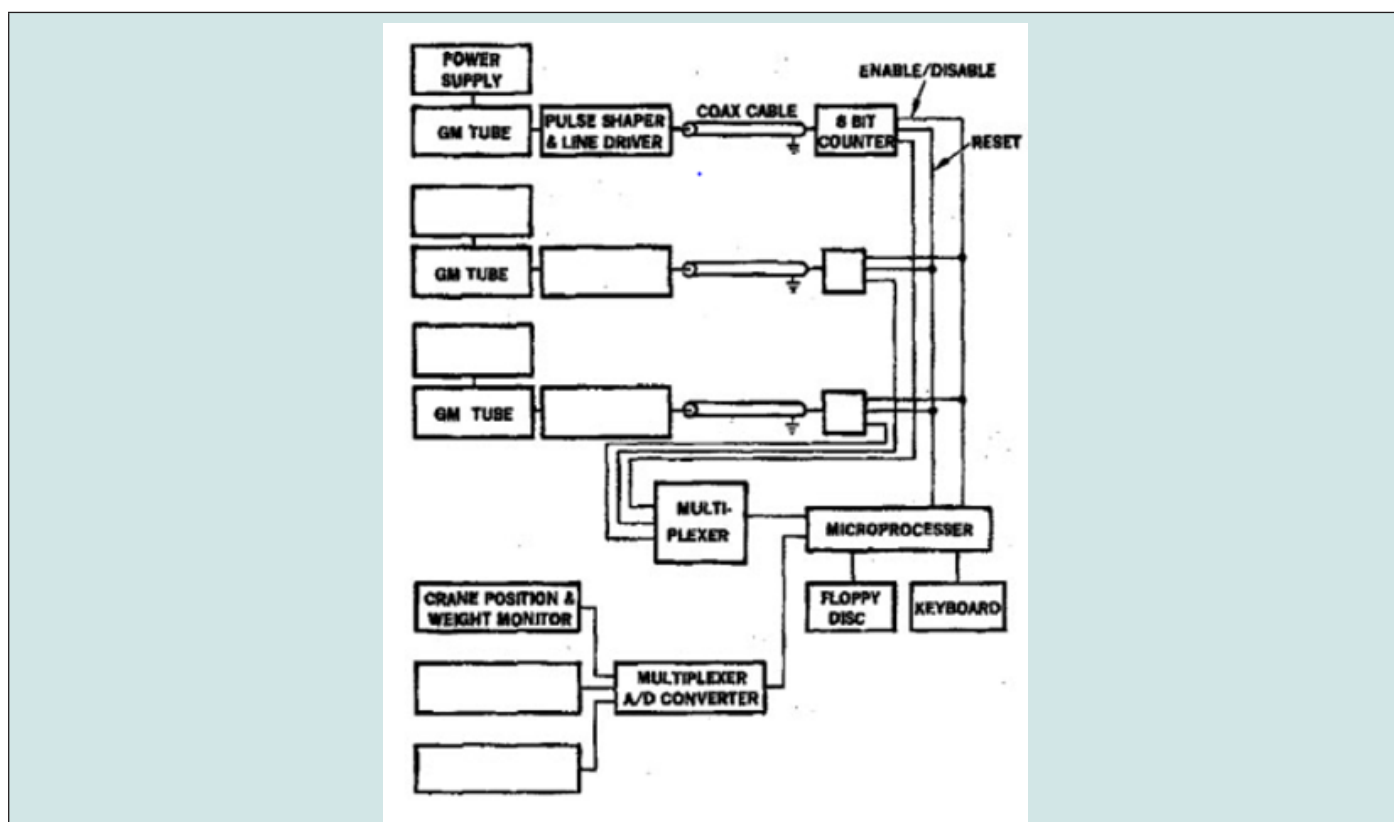 POWER
SUPPLY
ENABLE/DISABLE
GM TUBE
PULSE SHAPER
& LINE DRIVER
COAX CABLE
8 BIT
COUNTER
RESET
GM TUBE
GM TUBE
MULTI-
PLEXER
MICROPROCESSER
FLOPPY
DISC
KEYBOARD
CRANE POSITION &
WEIGHT MONITOR
MULTIPLEXER
A/D CONVERTER